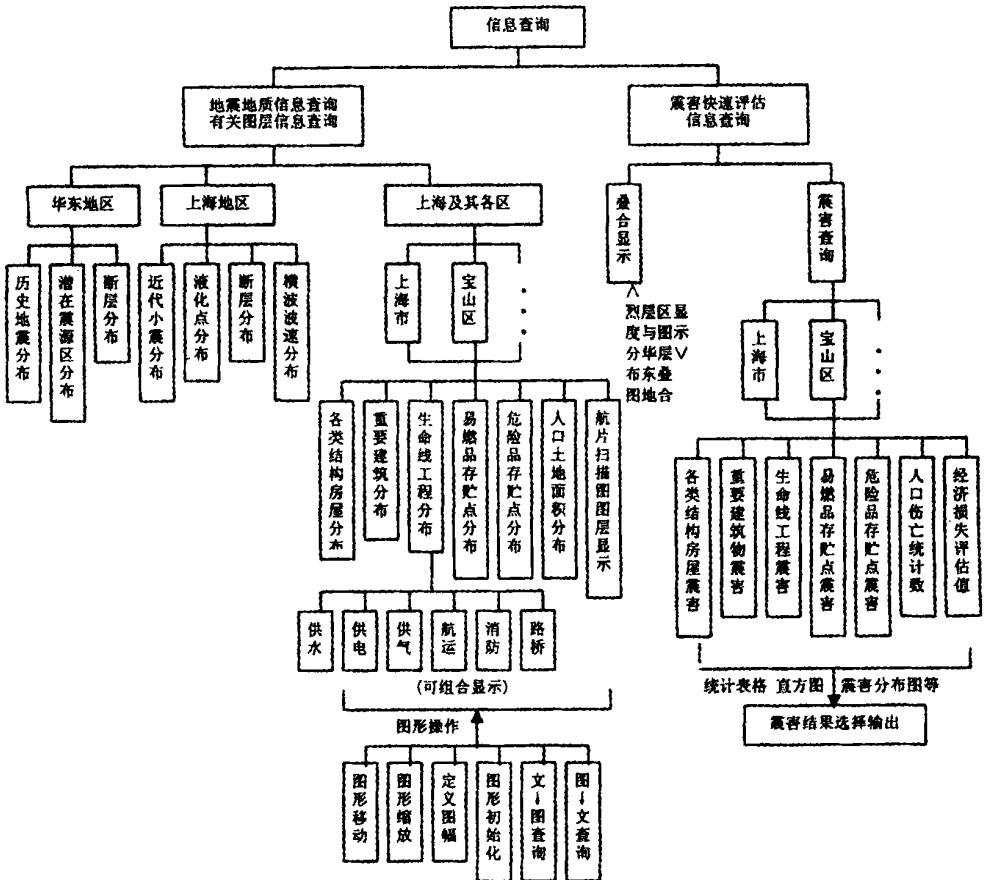 信息查询
地震地质信息查询
有关图层信息查询
震害快速评估
信息查询
华东地区
上海地区
上海及其各区
叠合显示
震害查询
历史地震分布
潜在震源区分布
断层分布
近代小震分布
液化点分布
断层分布
横波波速分布
上海市
宝山区
<烈度分布图
层与华东地
区图层叠合
显示>
上海市
宝山区
各类结构房屋分布
重要建筑分布
生命线工程分布
易燃品存贮点分布
危险品存贮点分布
人口土地面积分布
航片扫描图图层显示
各类结构房屋震害
重要建筑物震害
生命线工程震害
易燃品存贮点震害
危险品存贮点震害
人口伤亡统计数
经济损失评估值
供水
供电
供气
航运
消防
路桥
(可组合显示)
统计表格 直方图 震害分布图等
震害结果选择输出
图形操作
图形移动
图形缩放
定义图幅
图形初始化
文↓图查询
图↓文查询